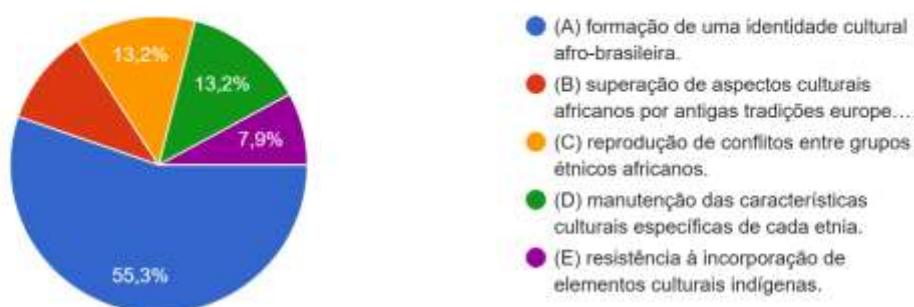 13,2%
13,2%
7,9%
55,3%
(A) formação de uma identidade cultural
afro-brasileira.
(B) superação de aspectos culturais
africanos por antigas tradições europe…
(C) reprodução de conflitos entre grupos
étnicos africanos.
(D) manutenção das características
culturais específicas de cada etnia.
(E) resistência à incorporação de
elementos culturais indígenas.